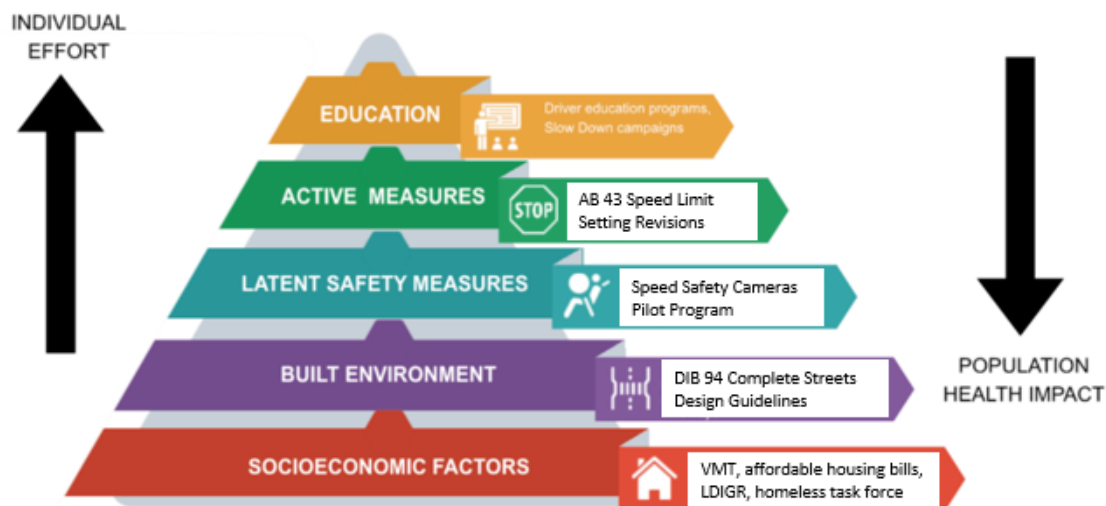 INDIVIDUAL
EFFORT
EDUCATION
Driver education programs,
Slow Down campaigns
ACTIVE MEASURES
STOP
AB 43 Speed Limit
Setting Revisions
LATENT SAFETY MEASURES
Speed Safety Cameras
Pilot Program
BUILT ENVIRONMENT
DIB 94 Complete Streets
Design Guidelines
POPULATION
HEALTH IMPACT
SOCIOECONOMIC FACTORS
VMT, affordable housing bills,
LDIGR, homeless task force